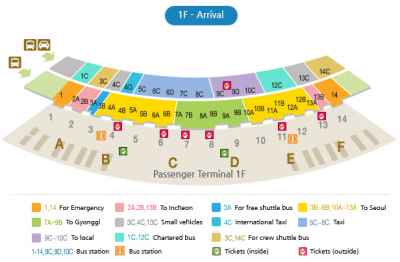 1F - Arrival
1C 3C 4C 9C 5C 6D 7C 8C 9C 9D 10C 12C 13C 14C
1 2A 2B 3A 3B 4A 4B 5A 5B 6A 6B 7A 7B 8A 8B 9A 9B 10A 10B 11A 11B 12A 12B 13A 13B 14
1 2 3 4 5 6 7 8 9 10 11 12 13 14
A B C D E F
Passenger Terminal 1F
1,14 For Emergency 2A,2B,13B To Incheon 3A For free shuttle bus 3B~8B,10A~13A To Seoul
7A~9B To Gyonggi 3C,4C,13C Small vehicles 4C International Taxi 5C~8C Taxi
9C~10C To local 1C,12C Chartered bus 3C,14C For crew shuttle bus
1~14,9C,9D,10C Bus station Bus station Tickets (inside) Tickets (outside)